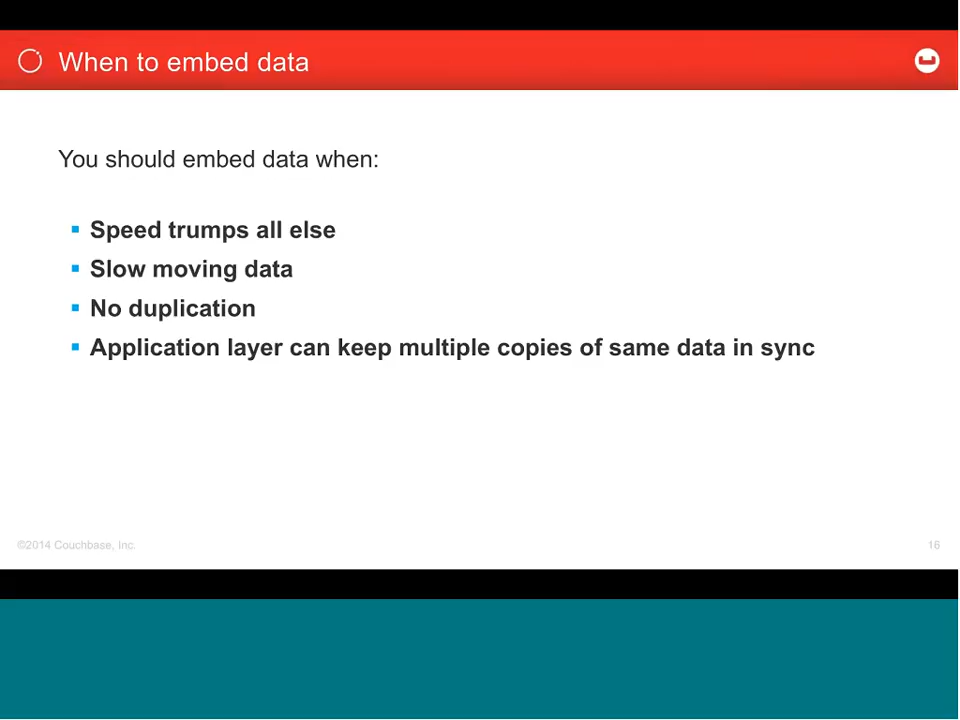 When to embed data
You should embed data when:
Speed trumps all else
Slow moving data
No duplication
Application layer can keep multiple copies of same data in sync
©2014 Couchbase, Inc.
16